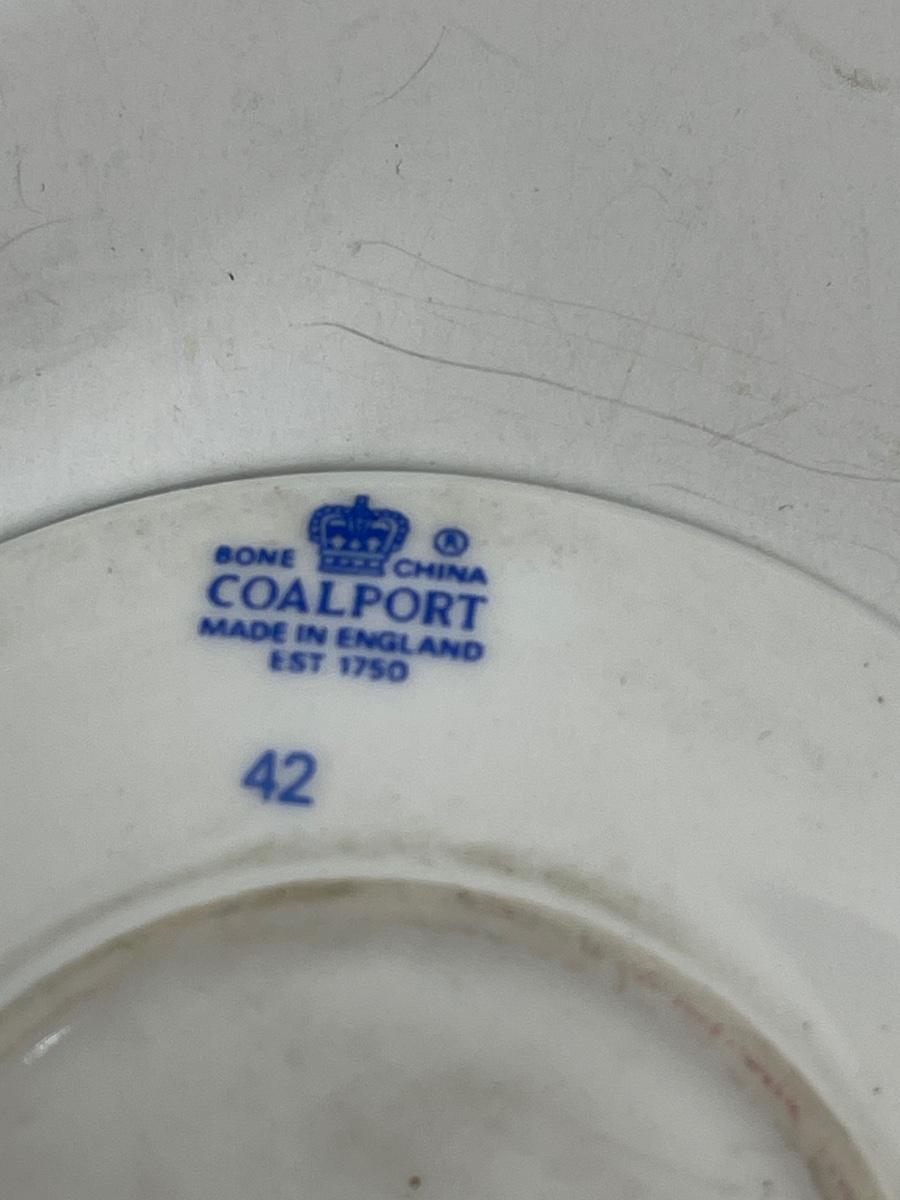 BONE CHINA ®
COALPORT
MADE IN ENGLAND
EST 1750
42